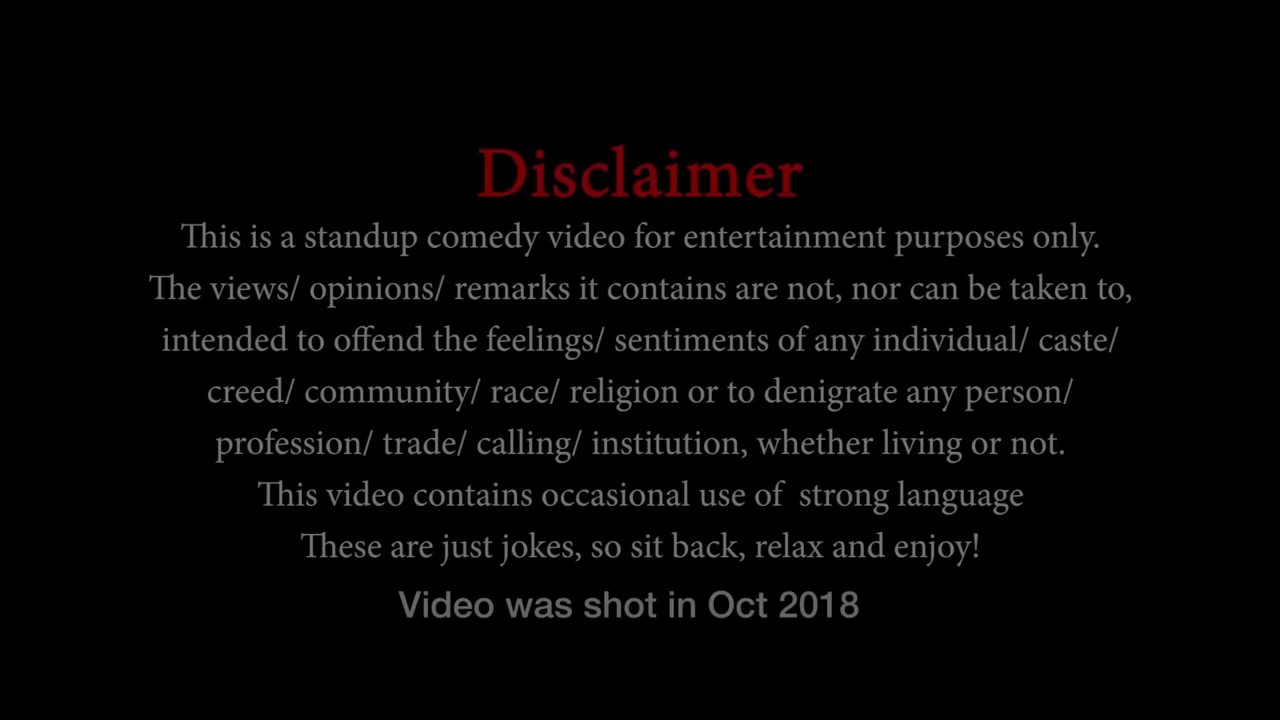 Disclaimer
This is a standup comedy video for entertainment purposes only.
The views/ opinions/ remarks it contains are not, nor can be taken to,
intended to offend the feelings/ sentiments of any individual/ caste/
creed/ community/ race/ religion or to denigrate any person/
profession/ trade/ calling/ institution, whether living or not.
This video contains occasional use of  strong language
These are just jokes, so sit back, relax and enjoy!
Video was shot in Oct 2018